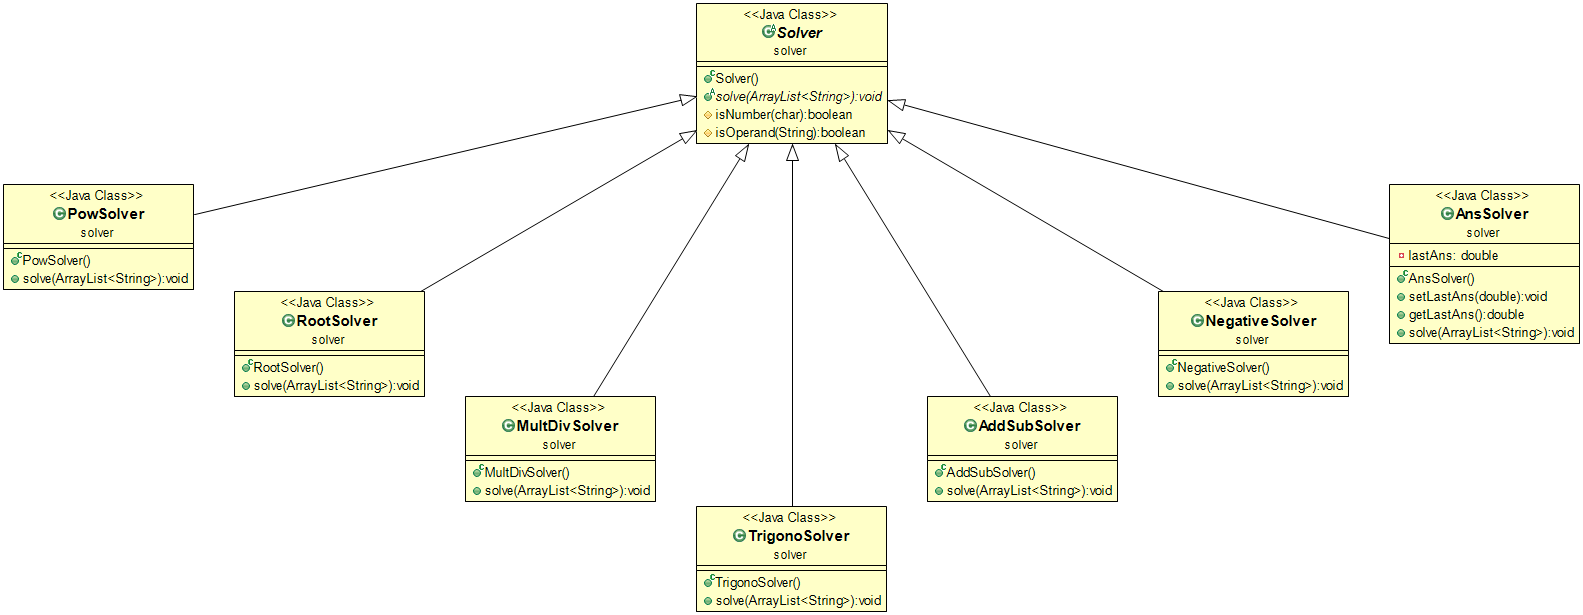 <<Java Class>>
Solver
solver
Solver()
solve(ArrayList<String>):void
isNumber(char):boolean
isOperand(String):boolean
<<Java Class>>
PowSolver
solver
PowSolver()
solve(ArrayList<String>):void
<<Java Class>>
AnsSolver
solver
lastAns: double
AnsSolver()
setLastAns(double):void
getLastAns():double
solve(ArrayList<String>):void
<<Java Class>>
RootSolver
solver
RootSolver()
solve(ArrayList<String>):void
<<Java Class>>
NegativeSolver
solver
NegativeSolver()
solve(ArrayList<String>):void
<<Java Class>>
MultDivSolver
solver
MultDivSolver()
solve(ArrayList<String>):void
<<Java Class>>
AddSubSolver
solver
AddSubSolver()
solve(ArrayList<String>):void
<<Java Class>>
TrigonoSolver
solver
TrigonoSolver()
solve(ArrayList<String>):void